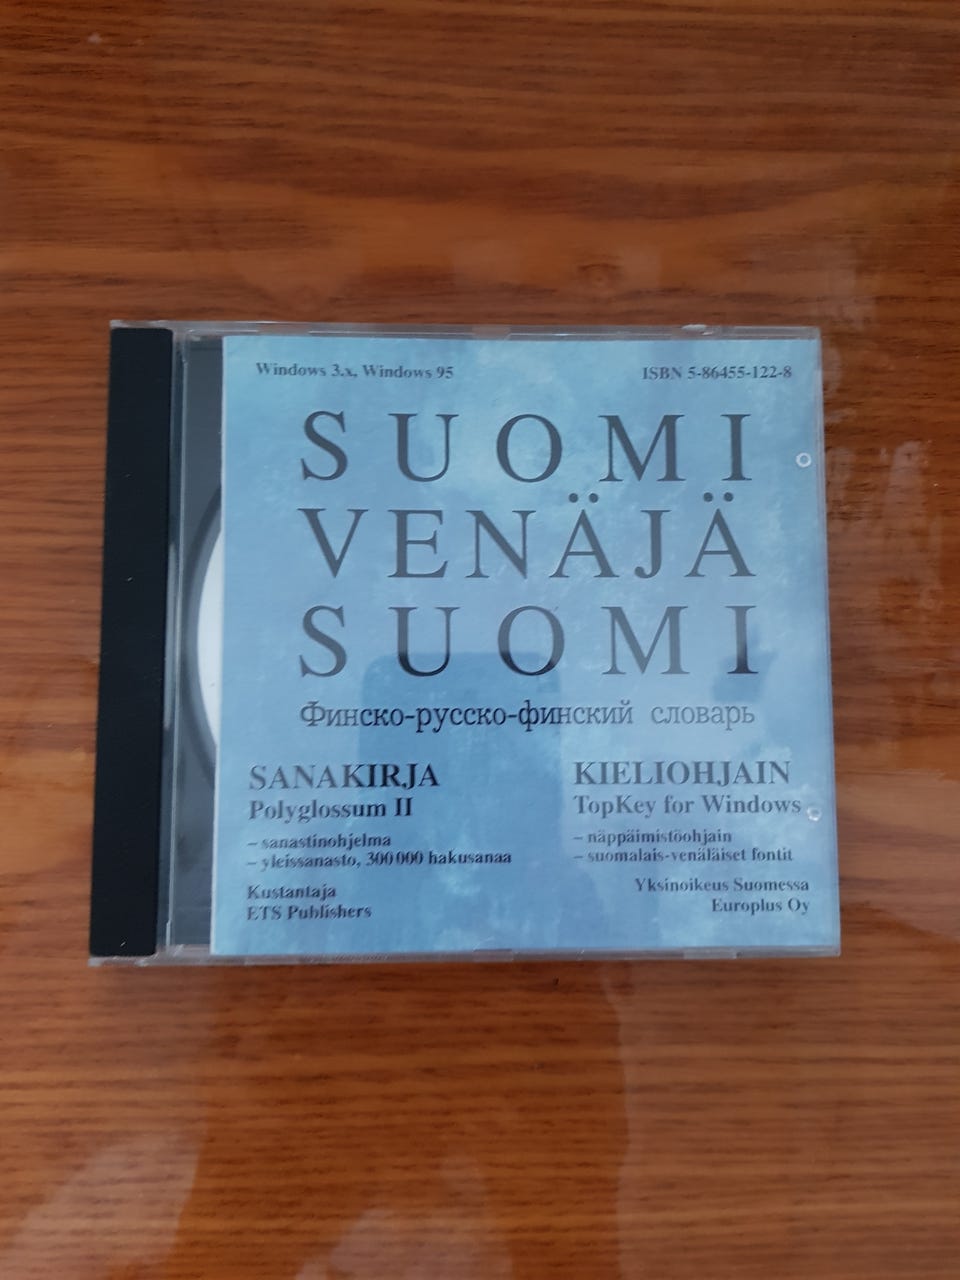 Windows 3.x, Windows 95
ISBN 5-86455-122-8
SUOMI
VENÄJÄ
SUOMI
Финско-русско-финский словарь
SANAKIRJA
Polyglossum II
– sanastinohjelma
– yleissanasto, 300 000 hakusanaa
Kustantaja
ETS Publishers
KIELIOHJAIN
TopKey for Windows
– näppäimistöohjain
– suomalais-venäläiset fontit
Yksinoikeus Suomessa
Europlus Oy